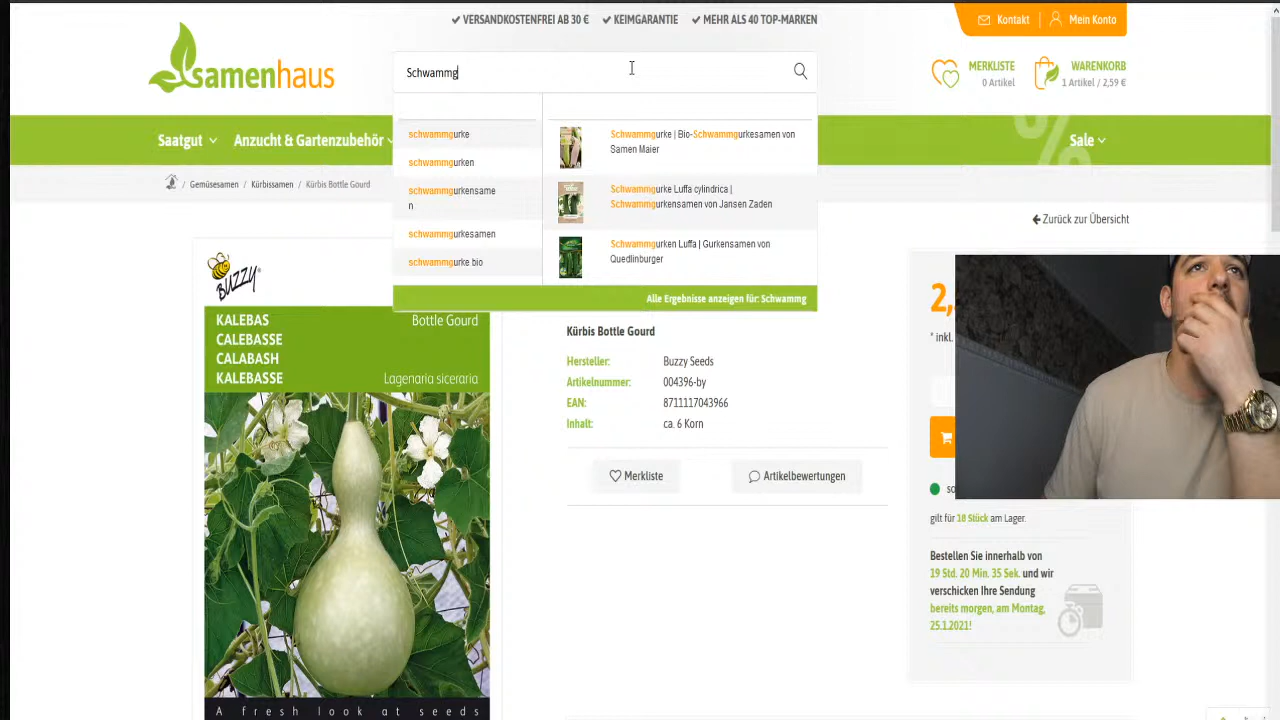 VERSANDKOSTENFREI AB 30 € KEIMGARANTIE MEHR ALS 40 TOP-MARKEN
Kontakt Mein Konto
samenhaus
Schwammg
MERKLISTE
0 Artikel
WARENKORB
1 Artikel / 2,59 €
Saatgut Anzucht & Gartenzubehör Sale
%
/ Gemüsesamen / Kürbissamen / Kürbis Bottle Gourd
schwammgurke
schwammgurken
schwammgurkensame
n
schwammgurkesamen
schwammgurke bio
Schwammgurke | Bio-Schwammgurkesamen von
Samen Maier
Schwammgurke Luffa cylindrica |
Schwammgurkensamen von Jansen Zaden
Schwammgurken Luffa | Gurkensamen von
Quedlinburger
Alle Ergebnisse anzeigen für: Schwammg
Zurück zur Übersicht
BUZZY
KALEBAS
CALEBASSE
CALABASH
KALEBASSE
Bottle Gourd
Lagenaria siceraria
A fresh look at seeds
Kürbis Bottle Gourd
Hersteller: Buzzy Seeds
Artikelnummer: 004396-by
EAN: 8711117043966
Inhalt: ca. 6 Korn
Merkliste Artikelbewertungen
2,
* inkl.
gilt für 18 Stück am Lager.
Bestellen Sie innerhalb von
19 Std. 20 Min. 35 Sek. und wir
verschicken Ihre Sendung
bereits morgen, am Montag,
25.1.2021!